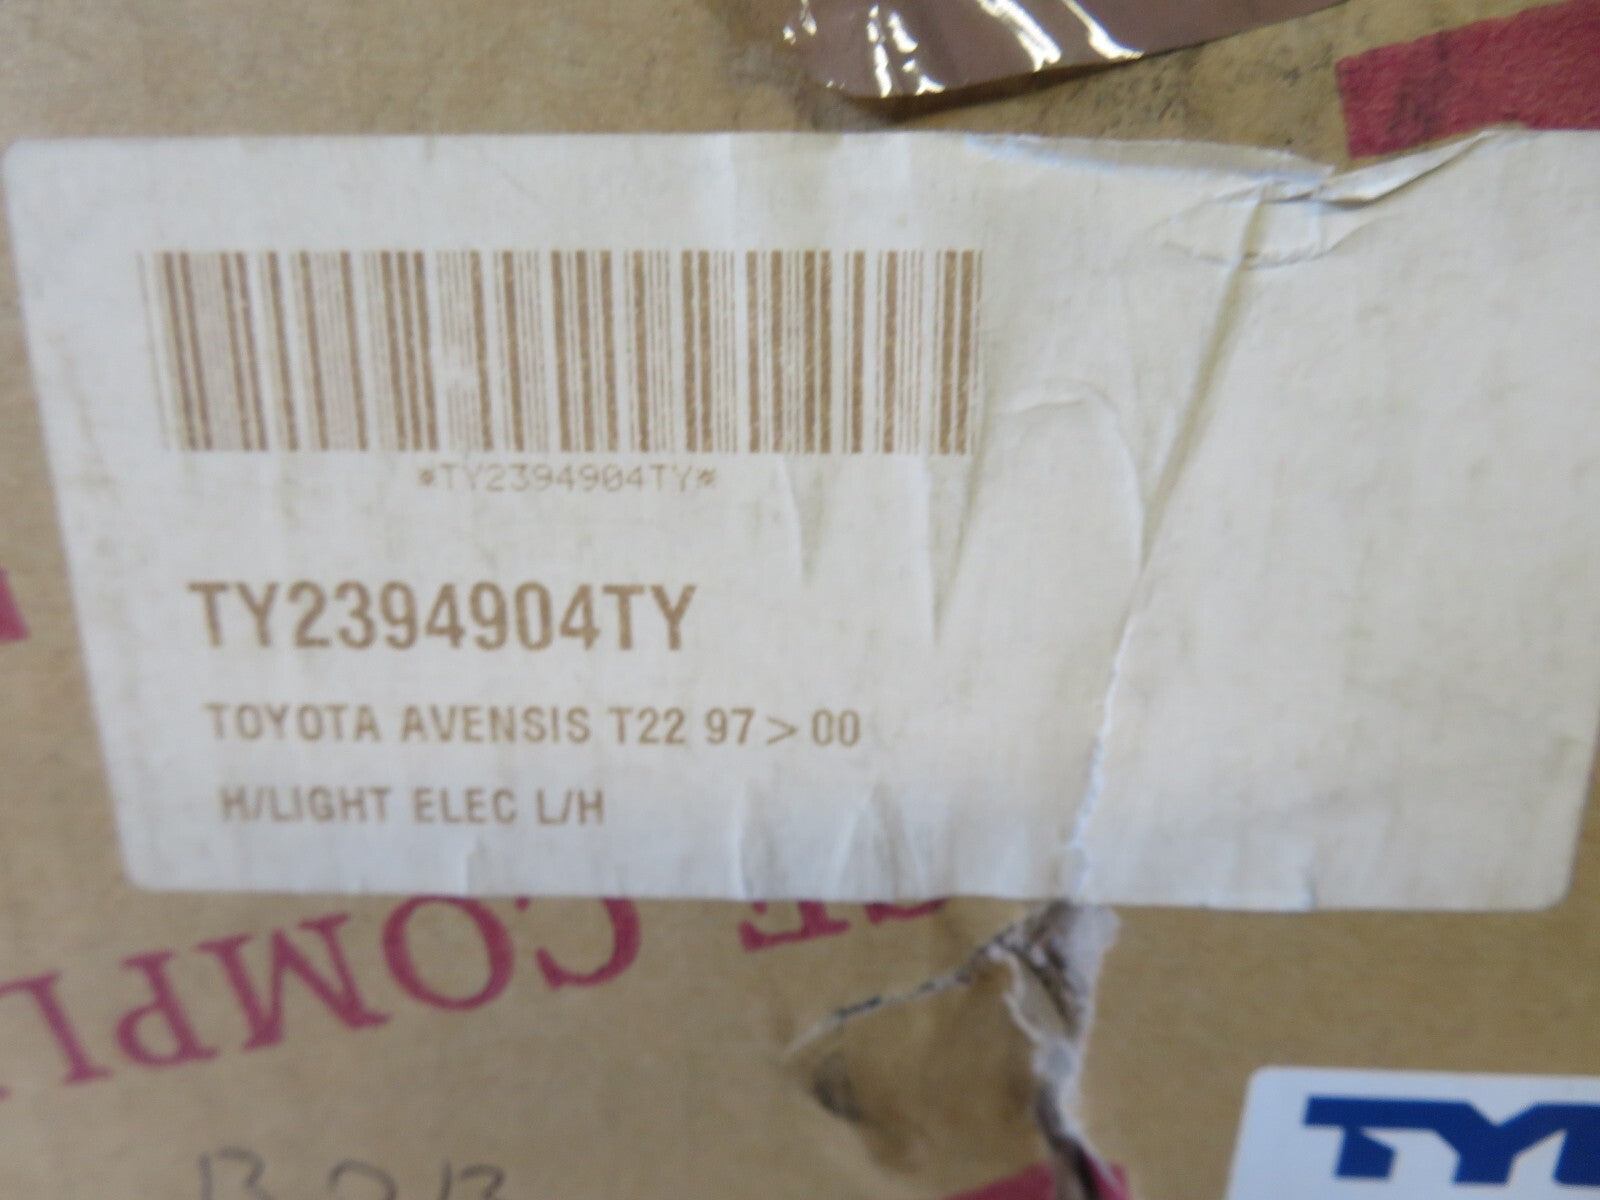 *TY2394904TY*
TY2394904TY
TOYOTA AVENSIS T22 97 > 00
H/LIGHT ELEC L/H